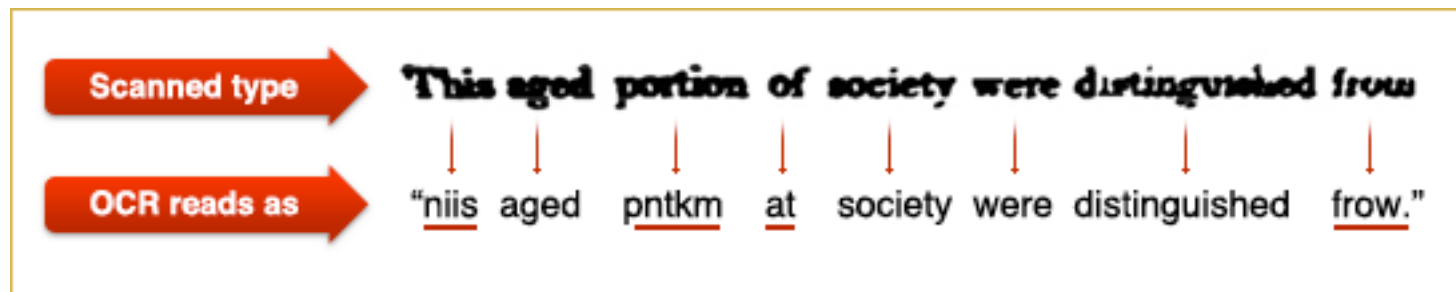 Scanned type
This aged portion of society were distinguished from
OCR reads as
“niis aged pntkm at society were distinguished frow.”